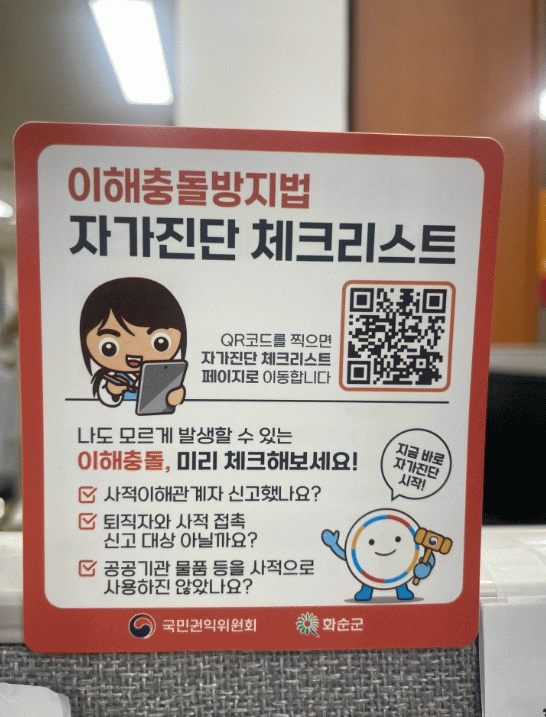 이해충돌방지법
자가진단 체크리스트
QR코드를 찍으면
자가진단 체크리스트
페이지로 이동합니다
나도 모르게 발생할 수 있는
이해충돌, 미리 체크해보세요!
지금 바로
자가진단
시작!
사적이해관계자 신고했나요?
퇴직자와 사적 접촉
신고 대상 아닐까요?
공공기관 물품 등을 사적으로
사용하진 않았나요?
국민권익위원회
화순군